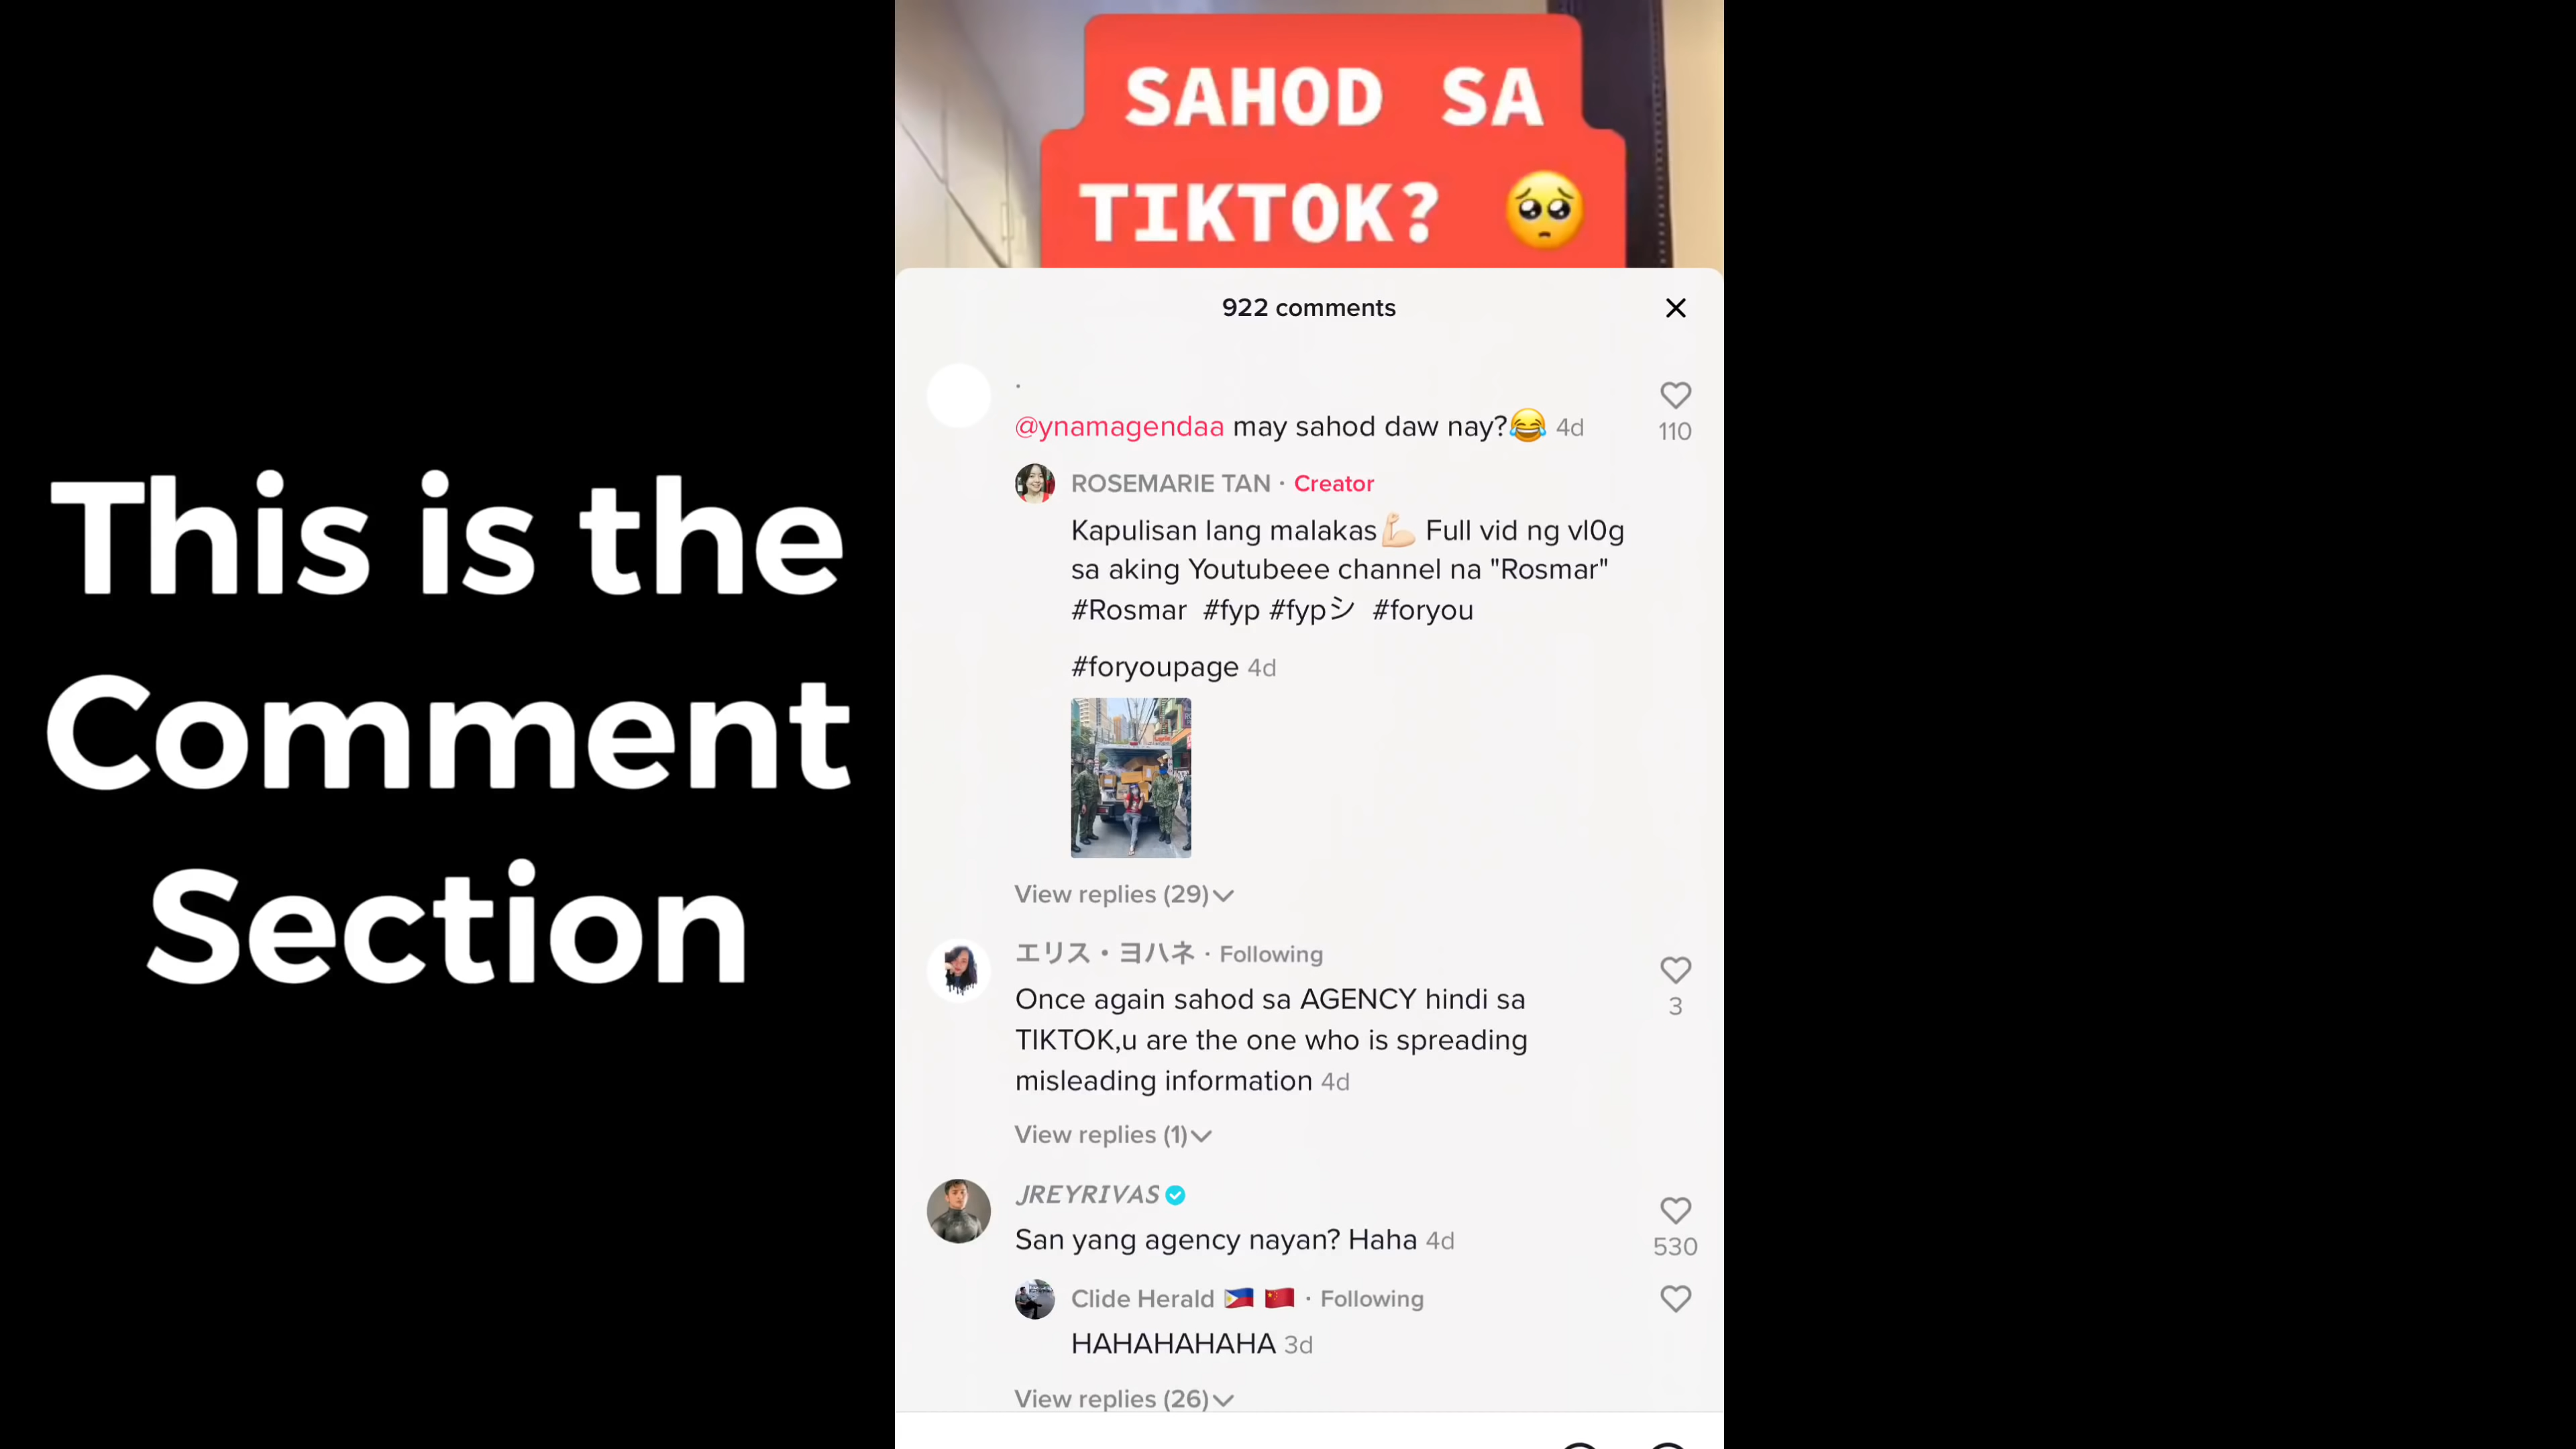 This is the
Comment
Section
SAHOD SA
TIKTOK? 🥺
922 comments
.
@ynamagendaa may sahod daw nay?😂 4d
110
ROSEMARIE TAN · Creator
Kapulisan lang malakas💪🏻 Full vid ng vl0g
sa aking Youtubeee channel na "Rosmar"
#Rosmar #fyp #fypシ #foryou
#foryoupage 4d
View replies (29)
エリス・ヨハネ · Following
Once again sahod sa AGENCY hindi sa
TIKTOK,u are the one who is spreading
misleading information 4d
3
View replies (1)
JREYRIVAS
San yang agency nayan? Haha 4d
530
Clide Herald 🇵🇭 🇨🇳 · Following
HAHAHAHAHA 3d
View replies (26)